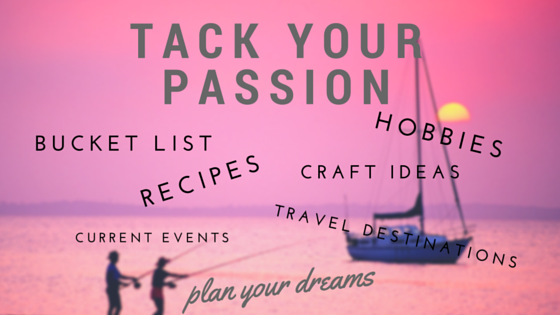 TACK YOUR
PASSION
HOBBIES
BUCKET LIST
RECIPES
CRAFT IDEAS
TRAVEL DESTINATIONS
CURRENT EVENTS
plan your dreams